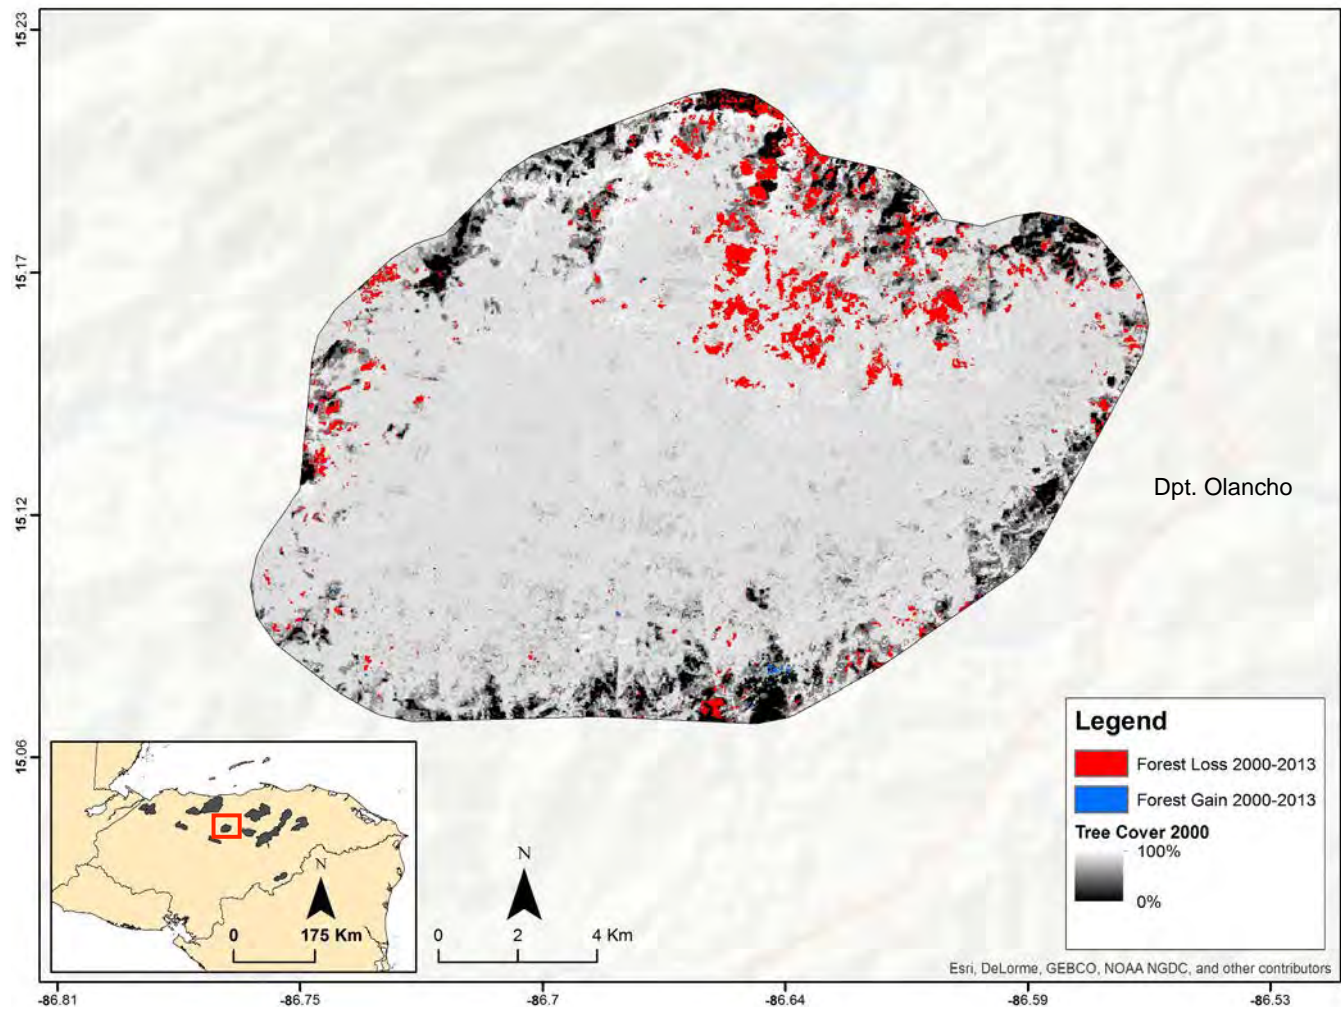 15.23
15.17
15.12
15.06
Dpt. Olancho
Legend
Forest Loss 2000-2013
Forest Gain 2000-2013
Tree Cover 2000
100%
0%
N
0 175 Km
N
0 2 4 Km
Esri, DeLorme, GEBCO, NOAA NGDC, and other contributors
-86.81 -86.75 -86.7 -86.64 -86.59 -86.53